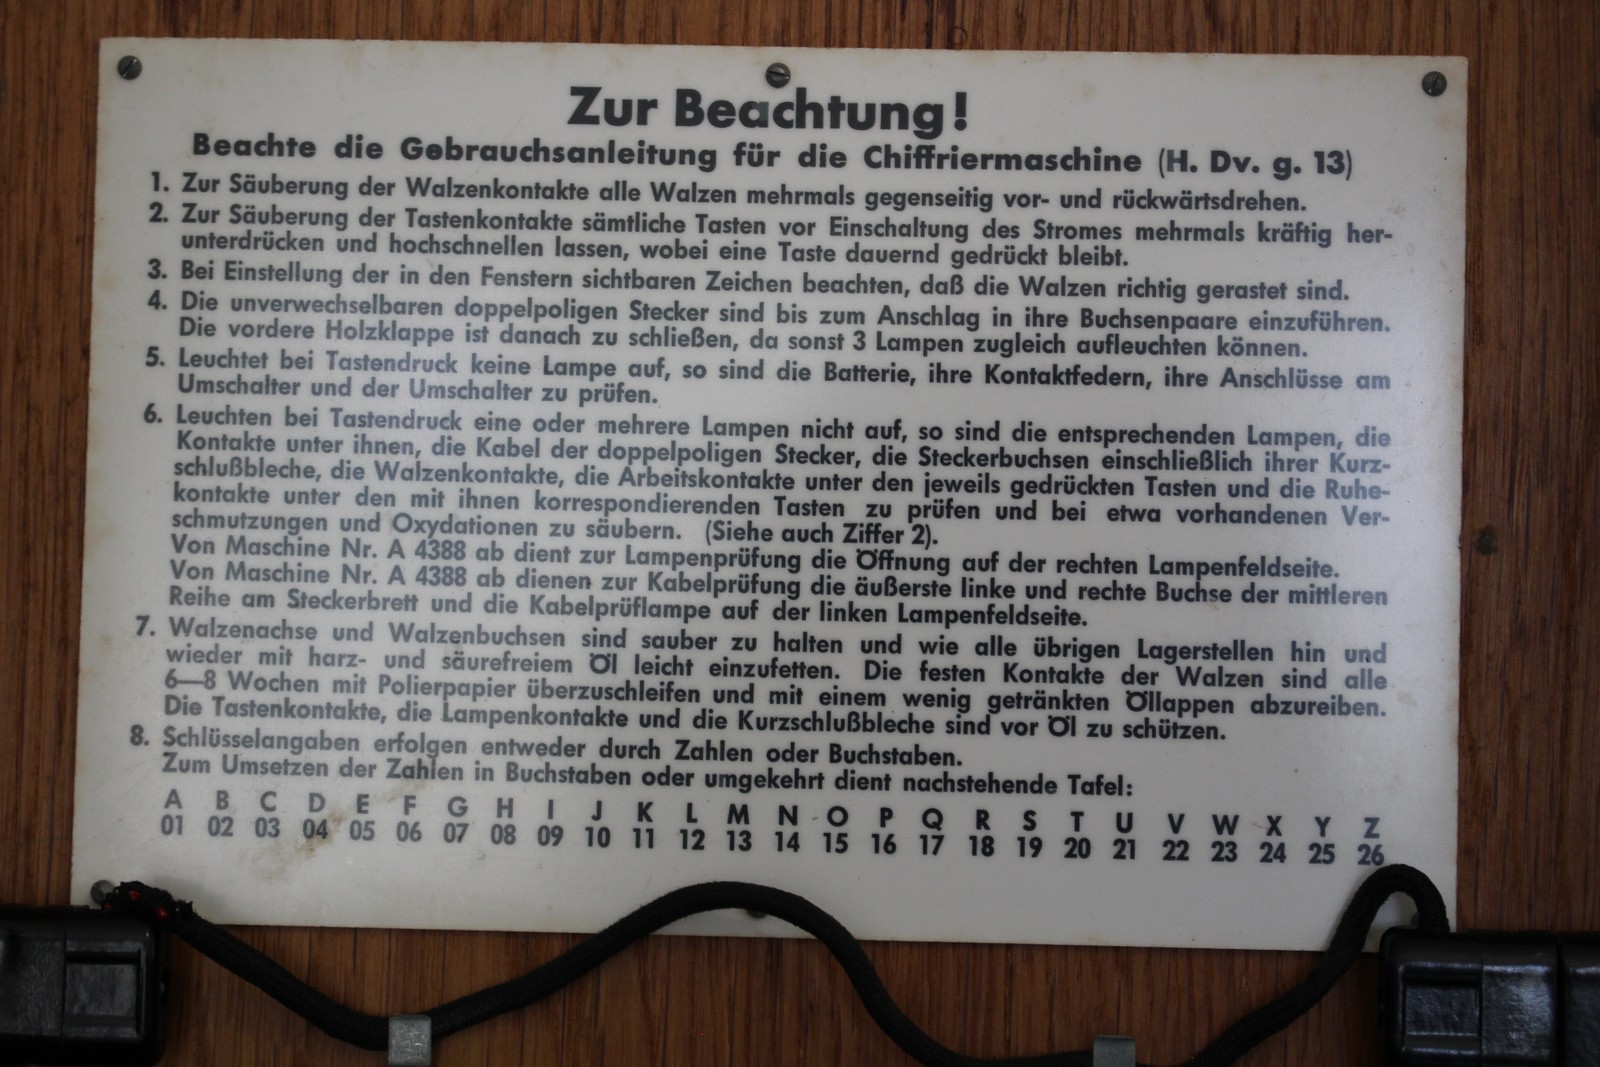 Zur Beachtung!
Beachte die Gebrauchsanleitung für die Chiffriermaschine (H. Dv. g. 13)
1. Zur Säuberung der Walzenkontakte alle Walzen mehrmals gegenseitig vor- und rückwärtsdrehen.
2. Zur Säuberung der Tastenkontakte sämtliche Tasten vor Einschaltung des Stromes mehrmals kräftig her-
unterdrücken und hochschnellen lassen, wobei eine Taste dauernd gedrückt bleibt.
3. Bei Einstellung der in den Fenstern sichtbaren Zeichen beachten, daß die Walzen richtig gerastet sind.
4. Die unverwechselbaren doppelpoligen Stecker sind bis zum Anschlag in ihre Buchsenpaare einzuführen.
Die vordere Holzklappe ist danach zu schließen, da sonst 3 Lampen zugleich aufleuchten können.
5. Leuchtet bei Tastendruck keine Lampe auf, so sind die Batterie, ihre Kontaktfedern, ihre Anschlüsse am
Umschalter und der Umschalter zu prüfen.
6. Leuchten bei Tastendruck eine oder mehrere Lampen nicht auf, so sind die entsprechenden Lampen, die
Kontakte unter ihnen, die Kabel der doppelpoligen Stecker, die Steckerbuchsen einschließlich ihrer Kurz-
schlußbleche, die Walzenkontakte, die Arbeitskontakte unter den jeweils gedrückten Tasten und die Ruhe-
kontakte unter den mit ihnen korrespondierenden Tasten zu prüfen und bei etwa vorhandenen Ver-
schmutzungen und Oxydationen zu säubern. (Siehe auch Ziffer 2).
Von Maschine Nr. A 4388 ab dient zur Lampenprüfung die Öffnung auf der rechten Lampenfeldseite.
Von Maschine Nr. A 4388 ab dienen zur Kabelprüfung die äußerste linke und rechte Buchse der mittleren
Reihe am Steckerbrett und die Kabelprüflampe auf der linken Lampenfeldseite.
7. Walzenachse und Walzenbuchsen sind sauber zu halten und wie alle übrigen Lagerstellen hin und
wieder mit harz- und säurefreiem Öl leicht einzufetten. Die festen Kontakte der Walzen sind alle
6—8 Wochen mit Polierpapier überzuschleifen und mit einem wenig getränkten Öllappen abzureiben.
Die Tastenkontakte, die Lampenkontakte und die Kurzschlußbleche sind vor Öl zu schützen.
8. Schlüsselangaben erfolgen entweder durch Zahlen oder Buchstaben.
Zum Umsetzen der Zahlen in Buchstaben oder umgekehrt dient nachstehende Tafel:
A B C D E F G H I J K L M N O P Q R S T U V W X Y Z
01 02 03 04 05 06 07 08 09 10 11 12 13 14 15 16 17 18 19 20 21 22 23 24 25 26